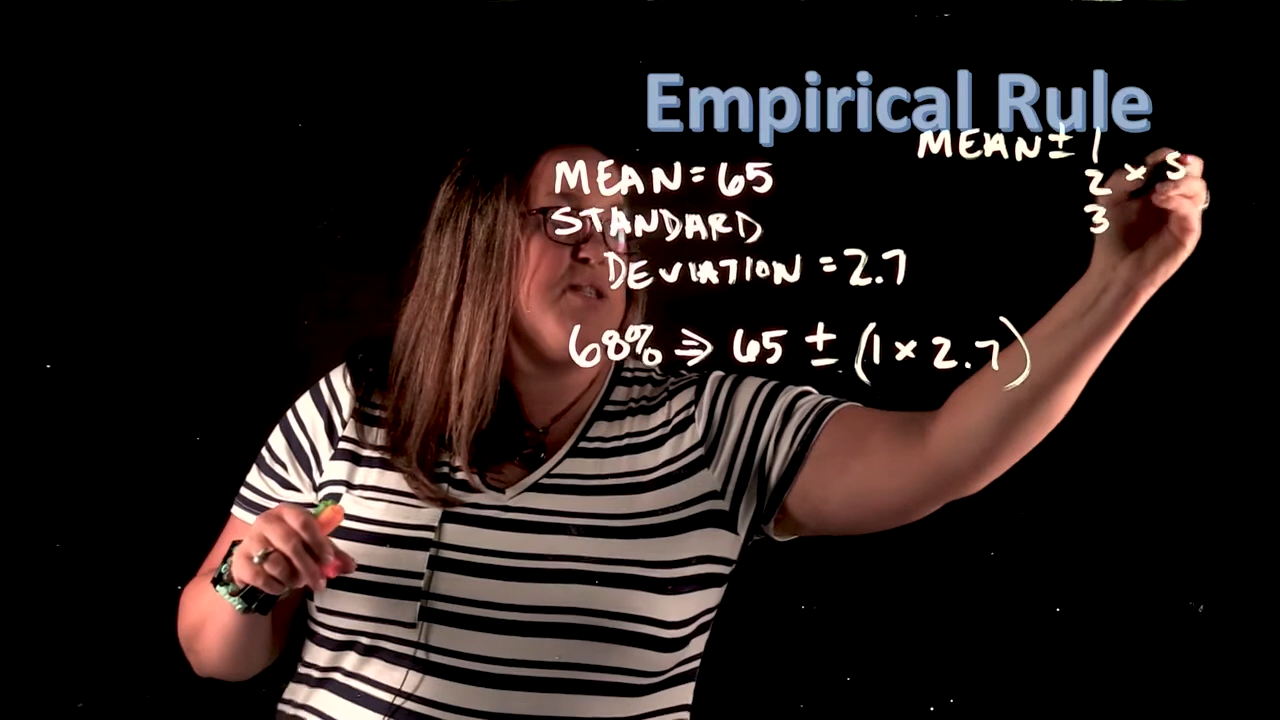 Empirical Rule
MEAN ± 1
2 × S
3
MEAN = 65
STANDARD
DEVIATION = 2.7
68% ⇒ 65 ± (1 × 2.7)